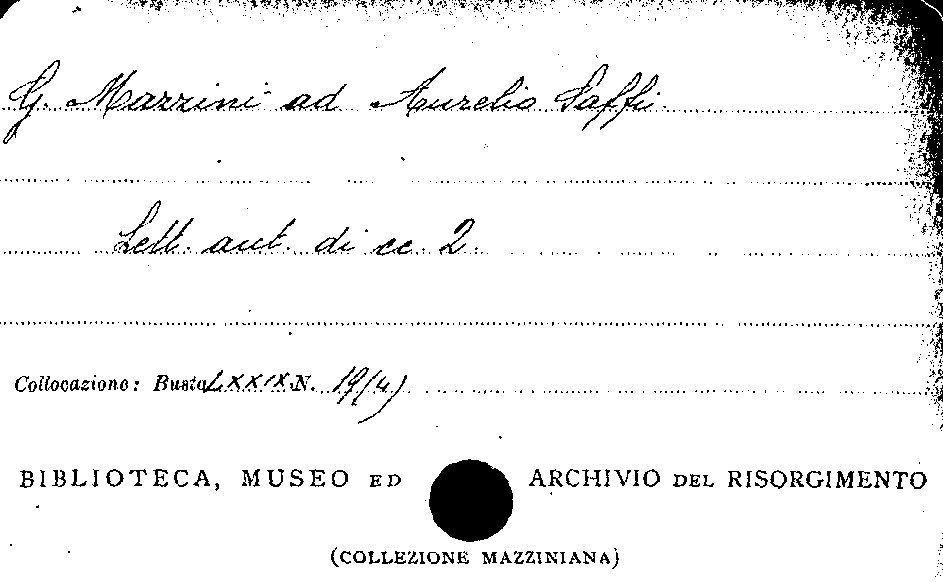 G. Mazzini ad Aurelio Saffi.
Lett. aut. di cc. 2.
Collocazione: Busta LXXIX N. 19(4)
BIBLIOTECA, MUSEO ED ARCHIVIO DEL RISORGIMENTO
(COLLEZIONE MAZZINIANA)